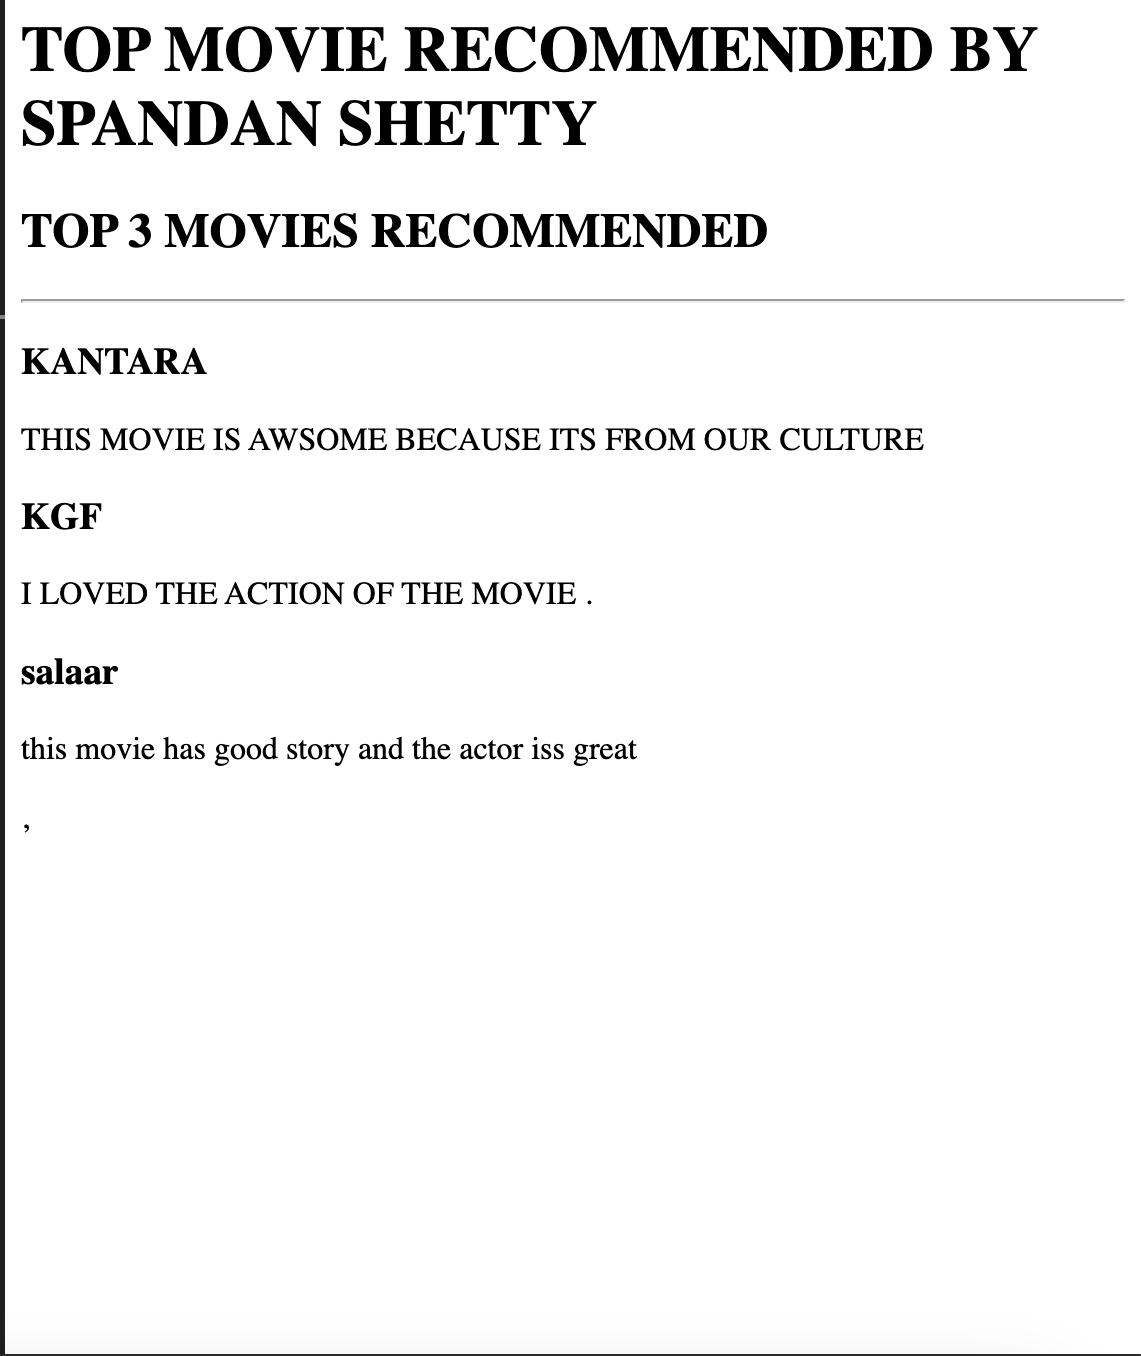 TOP MOVIE RECOMMENDED BY
SPANDAN SHETTY
TOP 3 MOVIES RECOMMENDED
KANTARA
THIS MOVIE IS AWSOME BECAUSE ITS FROM OUR CULTURE
KGF
I LOVED THE ACTION OF THE MOVIE .
salaar
this movie has good story and the actor iss great
,